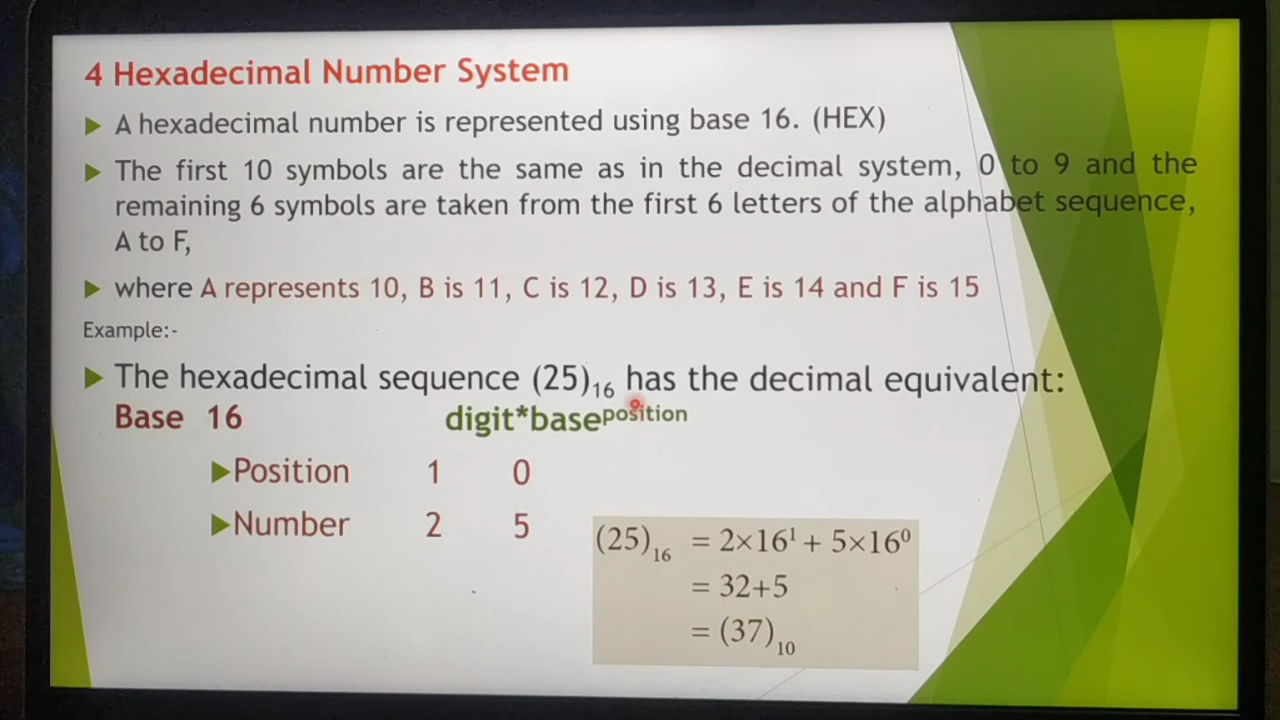 4 Hexadecimal Number System
A hexadecimal number is represented using base 16. (HEX)
The first 10 symbols are the same as in the decimal system, 0 to 9 and the
remaining 6 symbols are taken from the first 6 letters of the alphabet sequence,
A to F,
where A represents 10, B is 11, C is 12, D is 13, E is 14 and F is 15
Example:-
The hexadecimal sequence (25)₁₆ has the decimal equivalent:
Base 16 digit*baseposition
Position 1 0
Number 2 5
(25)₁₆ = 2×16¹ + 5×16⁰
= 32+5
= (37)₁₀